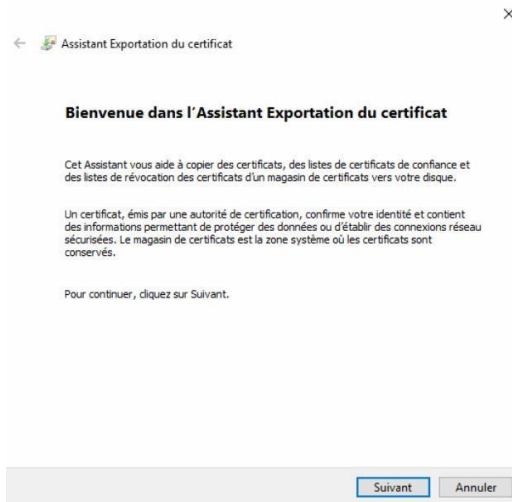 Assistant Exportation du certificat
Bienvenue dans l'Assistant Exportation du certificat
Cet Assistant vous aide à copier des certificats, des listes de certificats de confiance et
des listes de révocation des certificats d'un magasin de certificats vers votre disque.
Un certificat, émis par une autorité de certification, confirme votre identité et contient
des informations permettant de protéger des données ou d'établir des connexions réseau
sécurisées. Le magasin de certificats est la zone système où les certificats sont
conservés.
Pour continuer, cliquez sur Suivant.
Suivant Annuler